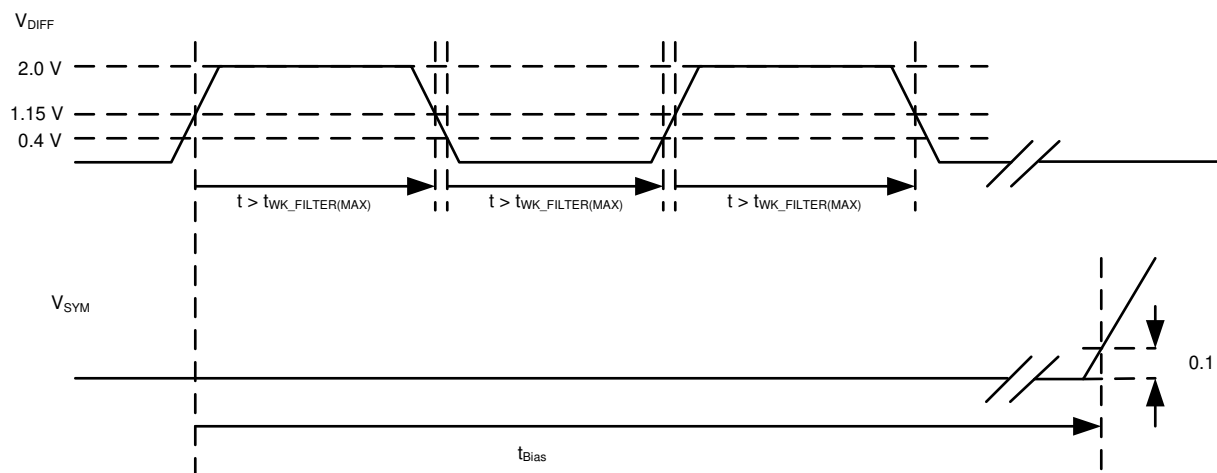 VDIFF
2.0 V
1.15 V
0.4 V
t > tWK_FILTER(MAX)
t > tWK_FILTER(MAX)
t > tWK_FILTER(MAX)
VSYM
0.1
tBias